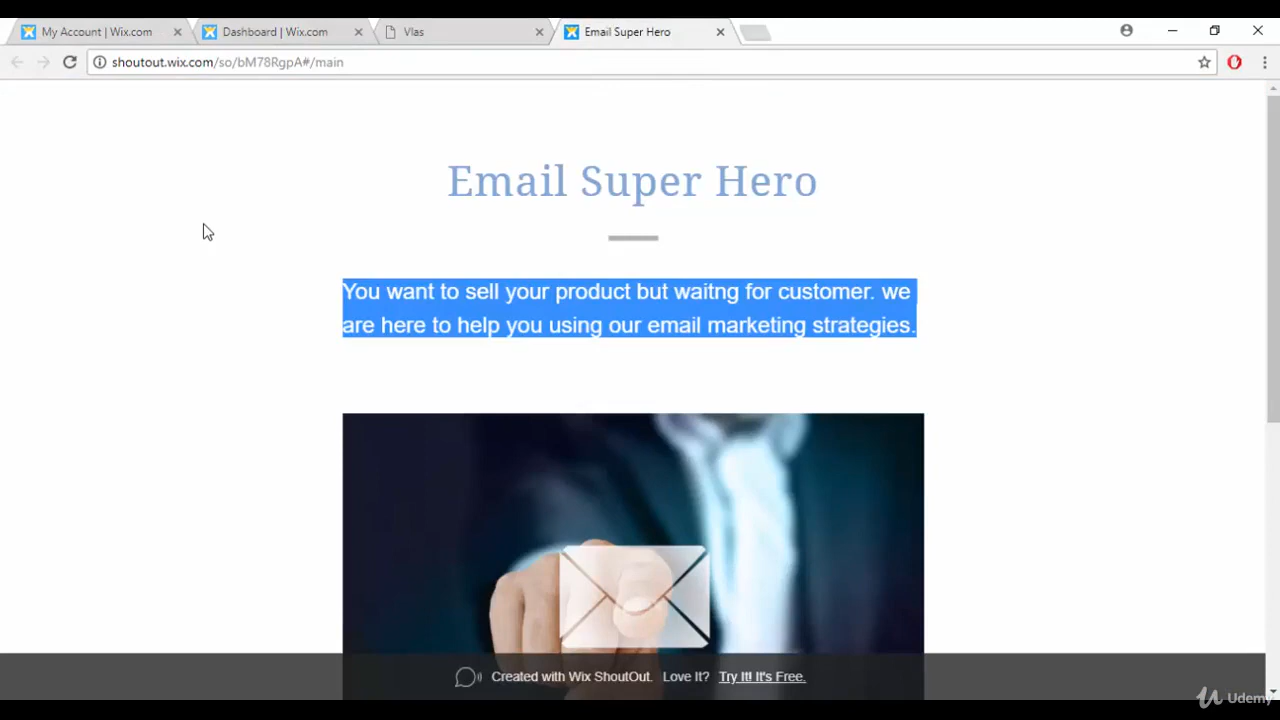 My Account | Wix.com
Dashboard | Wix.com
Vlas
Email Super Hero
shoutout.wix.com/so/bM78RgpA#/main
Email Super Hero
You want to sell your product but waitng for customer. we
are here to help you using our email marketing strategies.
Created with Wix ShoutOut. Love It? Try It! It's Free.
Udemy